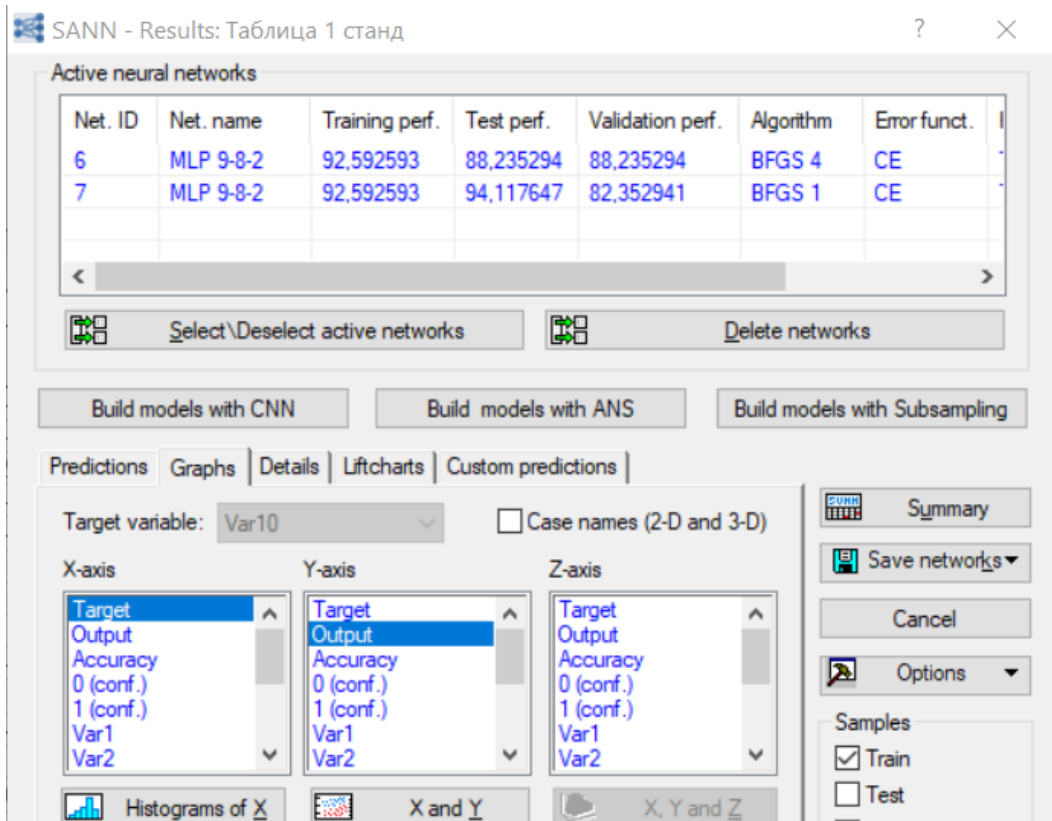 SANN - Results: Таблица 1 станд ?
Active neural networks
Net. ID Net. name Training perf. Test perf. Validation perf. Algorithm Error funct.
6 MLP 9-8-2 92,592593 88,235294 88,235294 BFGS 4 CE
7 MLP 9-8-2 92,592593 94,117647 82,352941 BFGS 1 CE
Select\Deselect active networks Delete networks
Build models with CNN Build models with ANS Build models with Subsampling
Predictions Graphs Details Liftcharts Custom predictions
Target variable: Var10 Case names (2-D and 3-D)
X-axis Y-axis Z-axis
Target Target Target
Output Output Output
Accuracy Accuracy Accuracy
0 (conf.) 0 (conf.) 0 (conf.)
1 (conf.) 1 (conf.) 1 (conf.)
Var1 Var1 Var1
Var2 Var2 Var2
Histograms of X X and Y X, Y and Z
Summary
Save networks
Cancel
Options
Samples
Train
Test